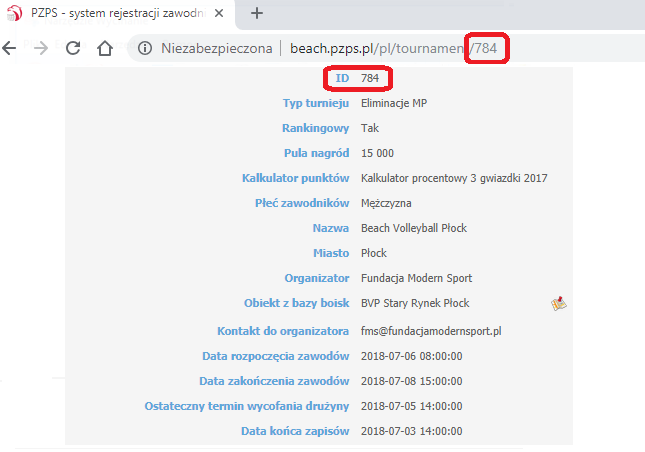 PZPS - system rejestracji zawodni
Niezabezpieczona beach.pzps.pl/pl/tournamen/784
ID 784
Typ turnieju Eliminacje MP
Rankingowy Tak
Pula nagród 15 000
Kalkulator punktów Kalkulator procentowy 3 gwiazdki 2017
Płeć zawodników Mężczyzna
Nazwa Beach Volleyball Płock
Miasto Płock
Organizator Fundacja Modern Sport
Obiekt z bazy boisk BVP Stary Rynek Płock
Kontakt do organizatora fms@fundacjamodernsport.pl
Data rozpoczęcia zawodów 2018-07-06 08:00:00
Data zakończenia zawodów 2018-07-08 15:00:00
Ostateczny termin wycofania drużyny 2018-07-05 14:00:00
Data końca zapisów 2018-07-03 14:00:00